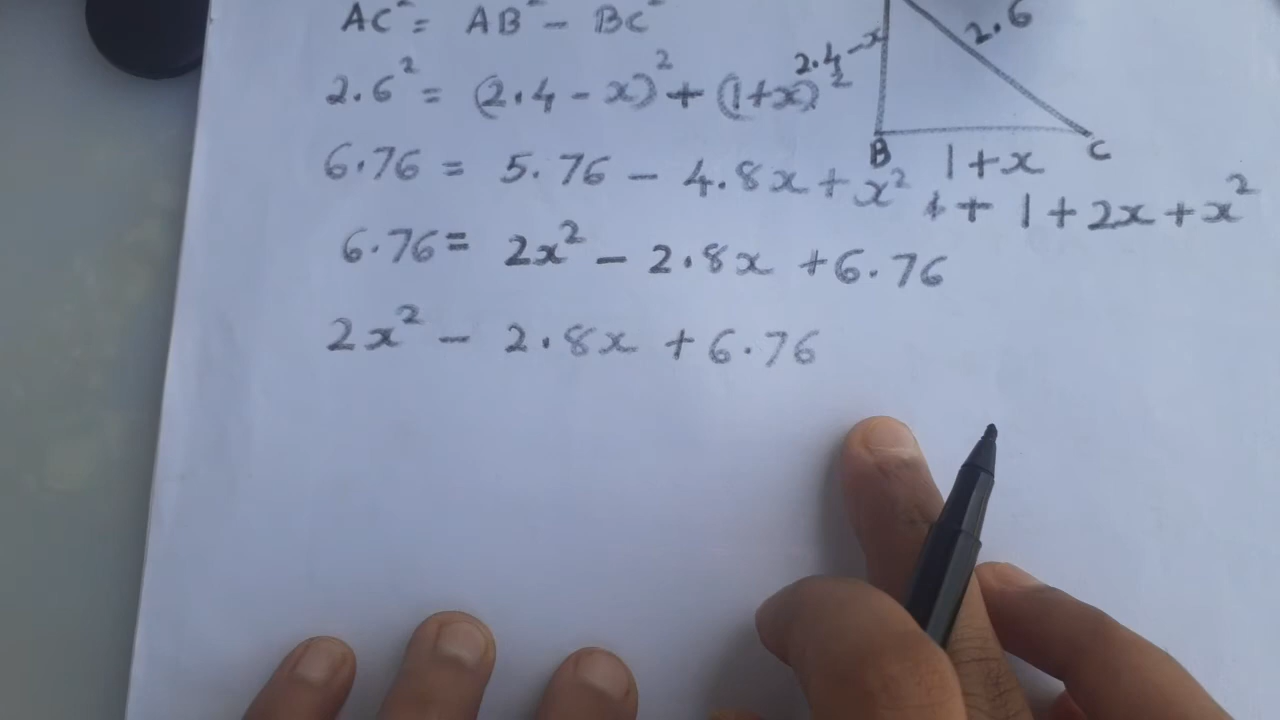 AC² = AB² - BC²
2.6² = (2.4 - x)² + (1+x)²
6.76 = 5.76 - 4.8x + x² + 1 + 2x + x²
6.76 = 2x² - 2.8x + 6.76
2x² - 2.8x + 6.76
2.6
2.4-x
B
1+x
C